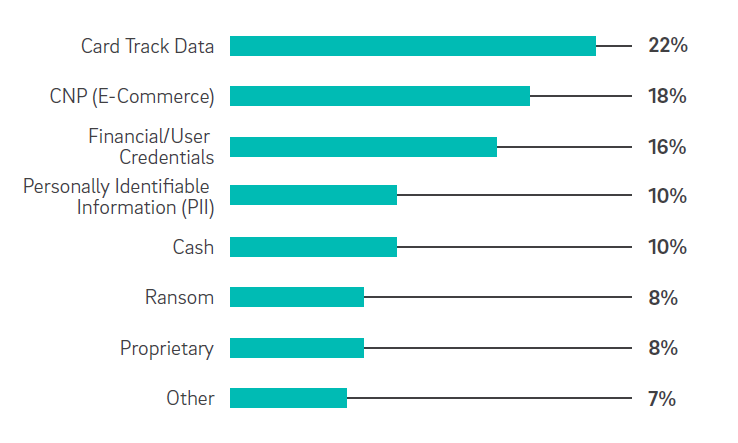 Card Track Data 22%
CNP (E-Commerce) 18%
Financial/User
Credentials 16%
Personally Identifiable
Information (PII) 10%
Cash 10%
Ransom 8%
Proprietary 8%
Other 7%